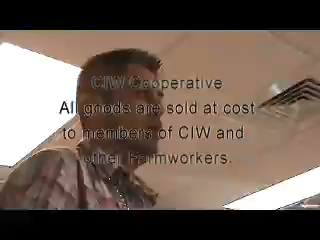 CIW Cooperative
All goods are sold at cost
to members of CIW and
other Farmworkers.